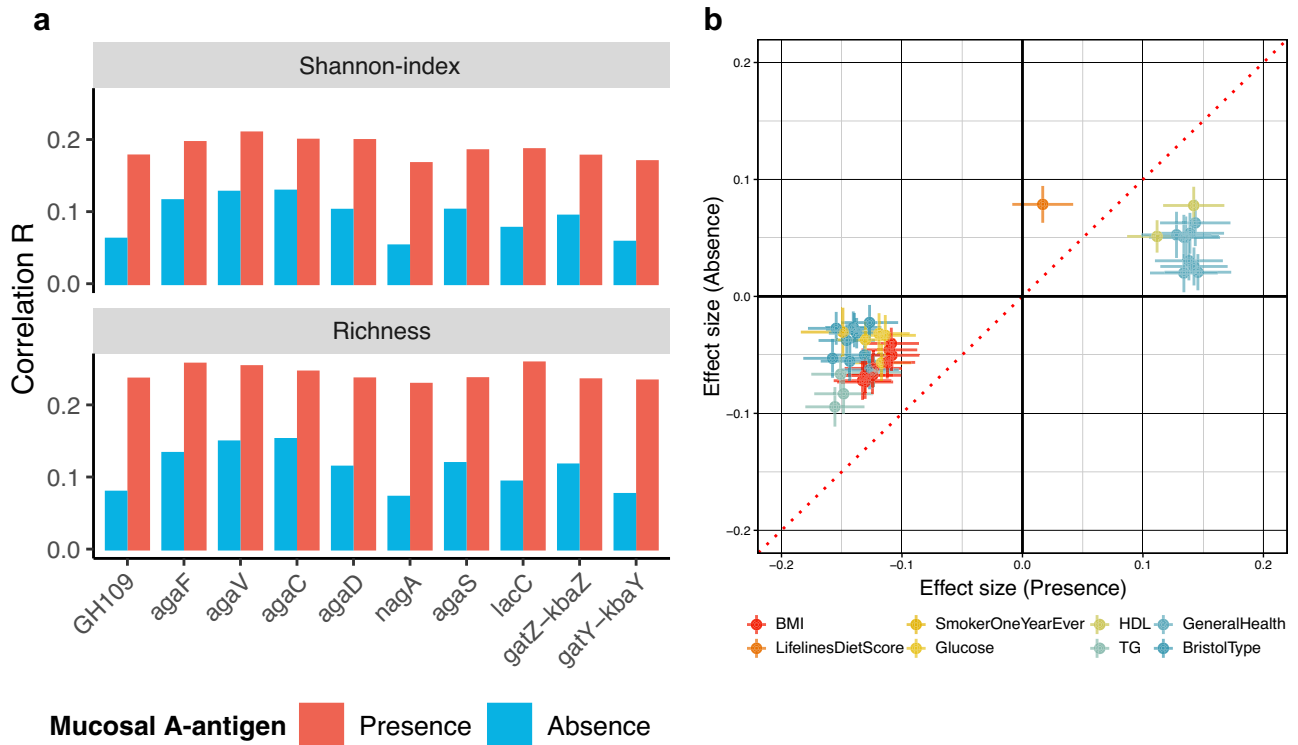 a
Shannon-index
0.2
0.1
0.0
Richness
0.2
0.1
0.0
Correlation R
GH109 agaF agaV agaC agaD nagA agaS lacC gatZ−kbaZ gatY−kbaY
Mucosal A-antigen Presence Absence
b
0.2
0.1
0.0
−0.1
−0.2
Effect size (Absence)
−0.2 −0.1 0.0 0.1 0.2
Effect size (Presence)
BMI SmokerOneYearEver HDL GeneralHealth
LifelinesDietScore Glucose TG BristolType